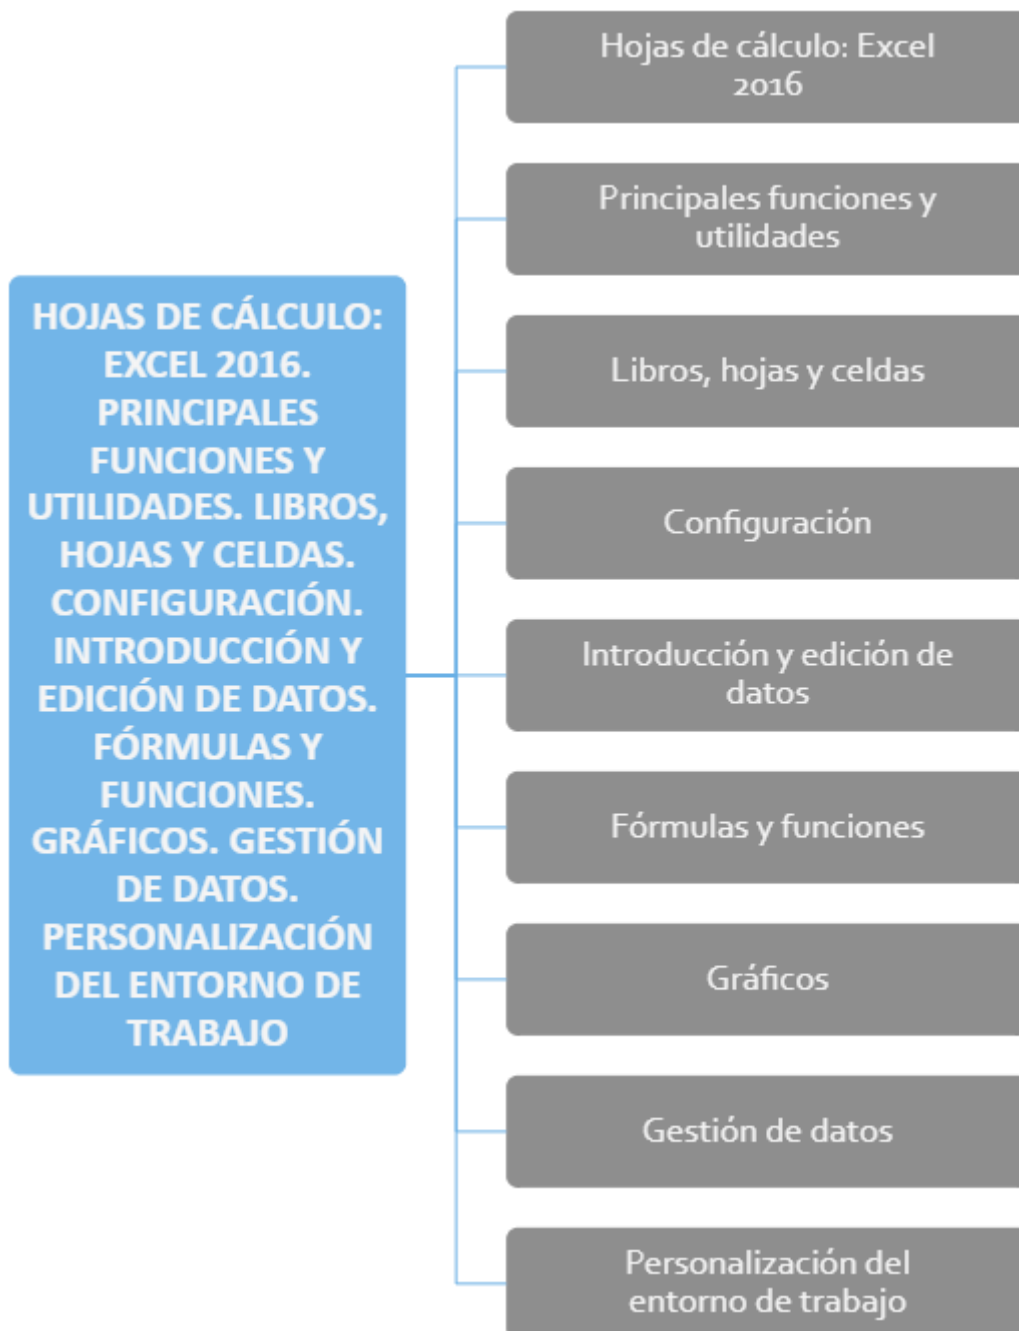 HOJAS DE CÁLCULO:
EXCEL 2016.
PRINCIPALES
FUNCIONES Y
UTILIDADES. LIBROS,
HOJAS Y CELDAS.
CONFIGURACIÓN.
INTRODUCCIÓN Y
EDICIÓN DE DATOS.
FÓRMULAS Y
FUNCIONES.
GRÁFICOS. GESTIÓN
DE DATOS.
PERSONALIZACIÓN
DEL ENTORNO DE
TRABAJO
Hojas de cálculo: Excel
2016
Principales funciones y
utilidades
Libros, hojas y celdas
Configuración
Introducción y edición de
datos
Fórmulas y funciones
Gráficos
Gestión de datos
Personalización del
entorno de trabajo